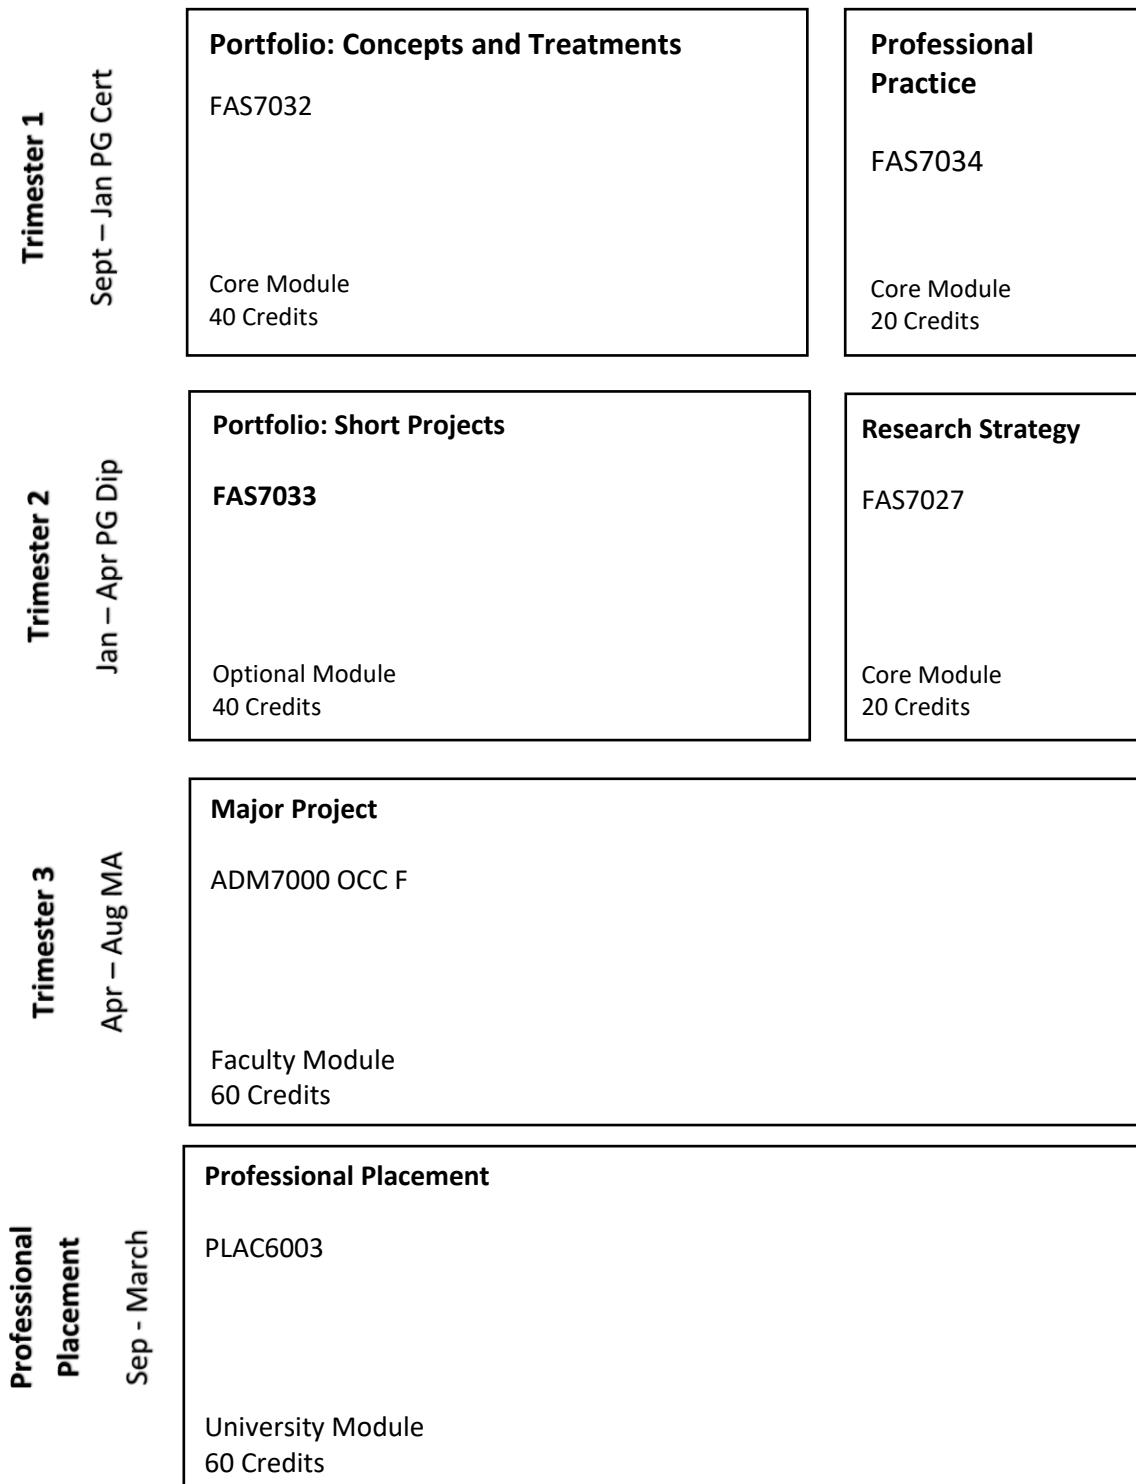 Trimester 1
Sept – Jan PG Cert
Portfolio: Concepts and Treatments
FAS7032
Core Module
40 Credits
Professional
Practice
FAS7034
Core Module
20 Credits
Trimester 2
Jan – Apr PG Dip
Portfolio: Short Projects
FAS7033
Optional Module
40 Credits
Research Strategy
FAS7027
Core Module
20 Credits
Trimester 3
Apr – Aug MA
Major Project
ADM7000 OCC F
Faculty Module
60 Credits
Professional
Placement
Sep - March
Professional Placement
PLAC6003
University Module
60 Credits